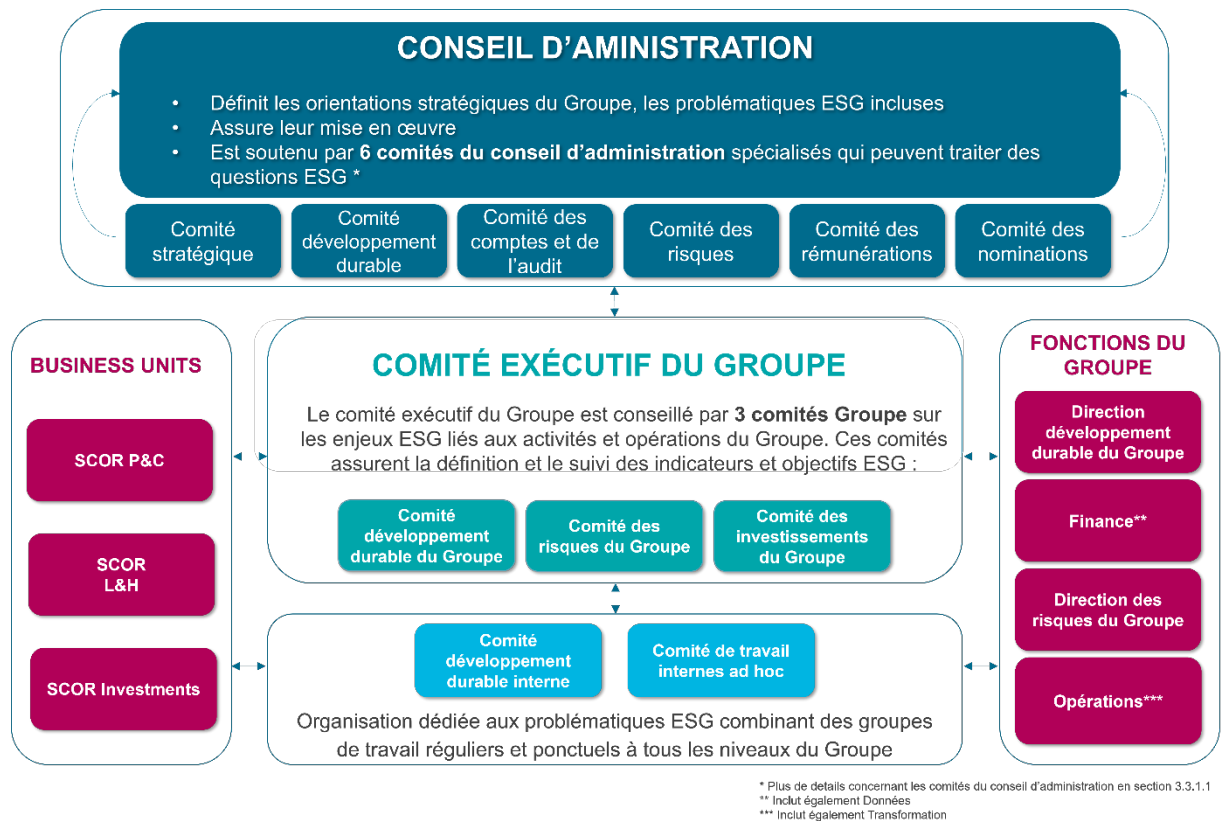 CONSEIL D'AMINISTRATION
• Définit les orientations stratégiques du Groupe, les problématiques ESG incluses
• Assure leur mise en œuvre
• Est soutenu par 6 comités du conseil d'administration spécialisés qui peuvent traiter des
questions ESG *
Comité
stratégique
Comité
développement
durable
Comité des
comptes et de
l'audit
Comité des
risques
Comité des
rémunérations
Comité des
nominations
BUSINESS UNITS
SCOR P&C
SCOR
L&H
SCOR Investments
COMITÉ EXÉCUTIF DU GROUPE
Le comité exécutif du Groupe est conseillé par 3 comités Groupe sur
les enjeux ESG liés aux activités et opérations du Groupe. Ces comités
assurent la définition et le suivi des indicateurs et objectifs ESG :
Comité
développement
durable du Groupe
Comité des
risques du Groupe
Comité des
investissements
du Groupe
Comité
développement
durable interne
Comité de travail
internes ad hoc
Organisation dédiée aux problématiques ESG combinant des groupes
de travail réguliers et ponctuels à tous les niveaux du Groupe
FONCTIONS DU
GROUPE
Direction
développement
durable du Groupe
Finance**
Direction des
risques du Groupe
Opérations***
* Plus de details concernant les comités du conseil d'administration en section 3.3.1.1
** Inclut également Données
*** Inclut également Transformation